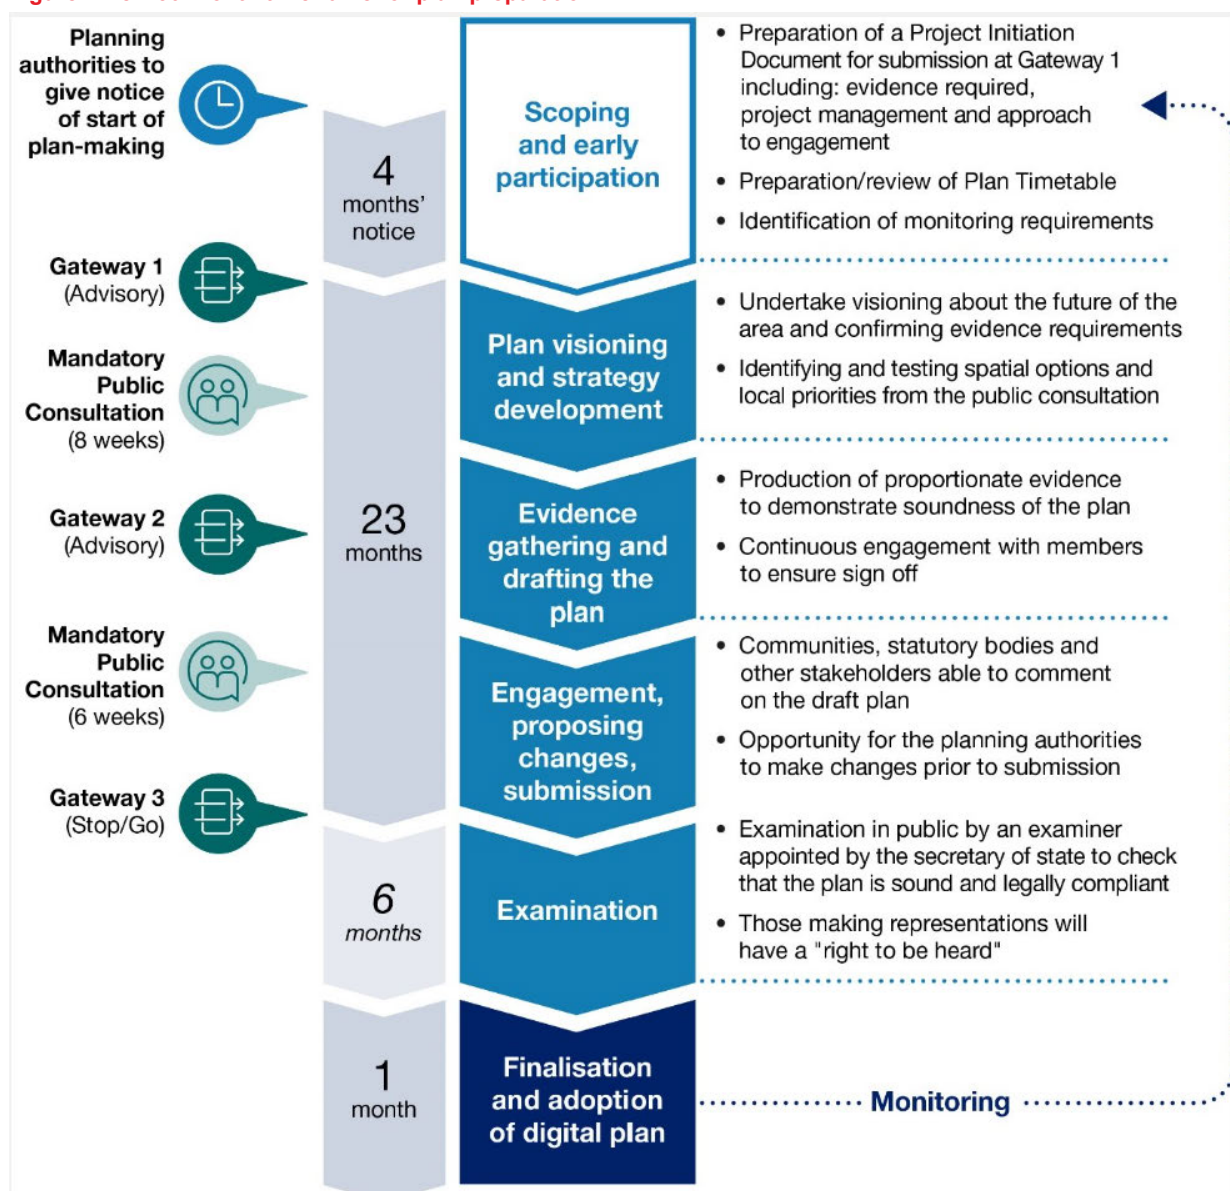 Planning
authorities to
give notice
of start of
plan-making
4
months'
notice
Scoping
and early
participation
• Preparation of a Project Initiation
Document for submission at Gateway 1
including: evidence required,
project management and approach
to engagement
• Preparation/review of Plan Timetable
• Identification of monitoring requirements
Gateway 1
(Advisory)
Mandatory
Public
Consultation
(8 weeks)
Plan visioning
and strategy
development
• Undertake visioning about the future of the
area and confirming evidence requirements
• Identifying and testing spatial options and
local priorities from the public consultation
Gateway 2
(Advisory)
23
months
Evidence
gathering and
drafting the
plan
• Production of proportionate evidence
to demonstrate soundness of the plan
• Continuous engagement with members
to ensure sign off
Mandatory
Public
Consultation
(6 weeks)
Engagement,
proposing
changes,
submission
• Communities, statutory bodies and
other stakeholders able to comment
on the draft plan
• Opportunity for the planning authorities
to make changes prior to submission
Gateway 3
(Stop/Go)
6
months
Examination
• Examination in public by an examiner
appointed by the secretary of state to check
that the plan is sound and legally compliant
• Those making representations will
have a "right to be heard"
1
month
Finalisation
and adoption
of digital plan
Monitoring